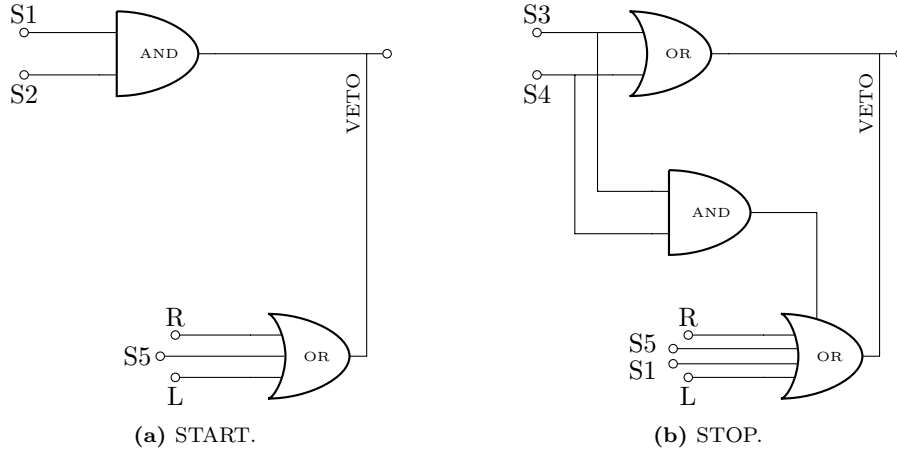 S1
AND
S2
VETO
R
S5
OR
L
(a) START.
S3
OR
S4
VETO
AND
R
S5
OR
S1
L
(b) STOP.